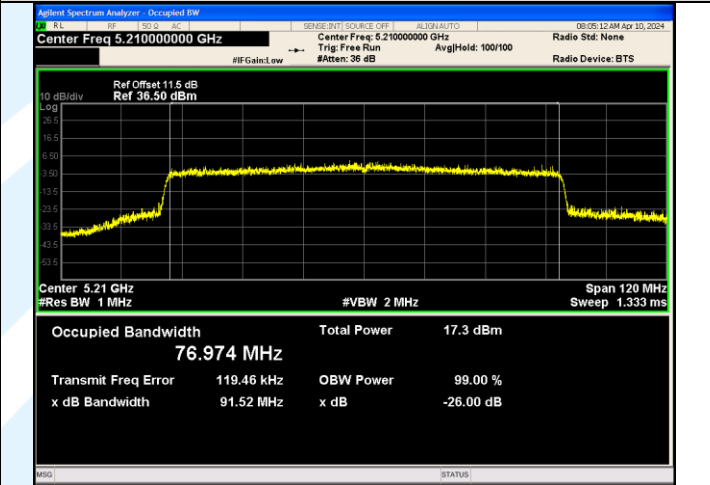 Agilent Spectrum Analyzer - Occupied BW
RL RF 50 Ω AC SENSE:INT SOURCE OFF ALIGNAUTO 08:05:12 AM Apr 10, 2024
Center Freq 5.210000000 GHz Center Freq: 5.210000000 GHz Radio Std: None
Trig: Free Run Avg|Hold: 100/100
#IFGain:Low #Atten: 36 dB Radio Device: BTS
Ref Offset 11.5 dB
10 dB/div Ref 36.50 dBm
Log
26.5
16.5
6.50
-3.50
-13.5
-23.5
-33.5
-43.5
-53.5
Center 5.21 GHz Span 120 MHz
#Res BW 1 MHz #VBW 2 MHz Sweep 1.333 ms
Occupied Bandwidth Total Power 17.3 dBm
76.974 MHz
Transmit Freq Error 119.46 kHz OBW Power 99.00 %
x dB Bandwidth 91.52 MHz x dB -26.00 dB
MSG STATUS